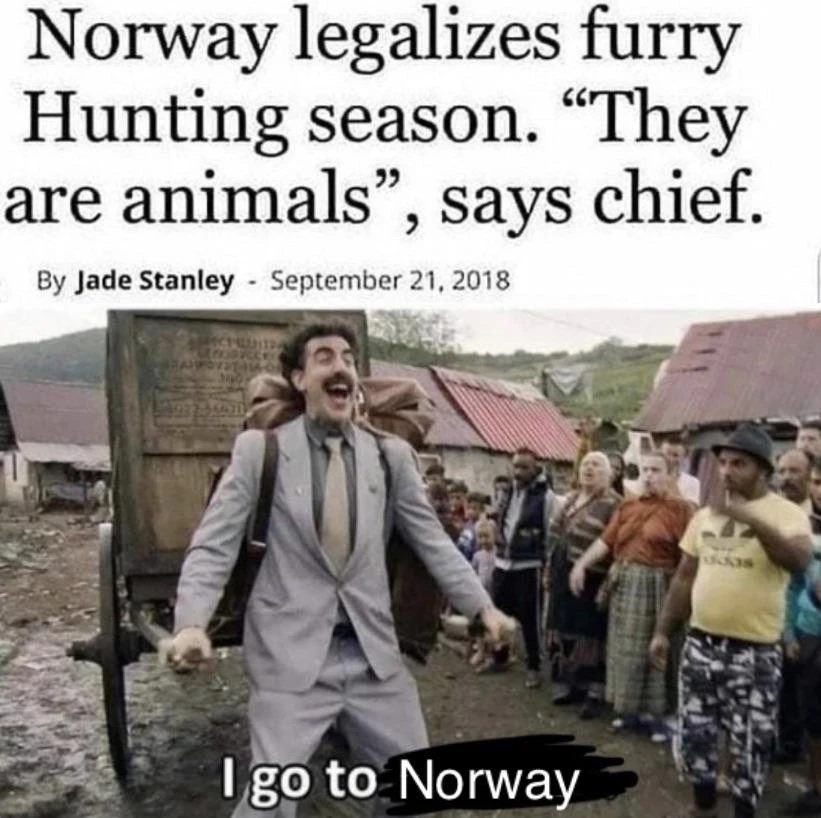 Norway legalizes furry
Hunting season. “They
are animals”, says chief.
By Jade Stanley - September 21, 2018
adidas
I go to Norway